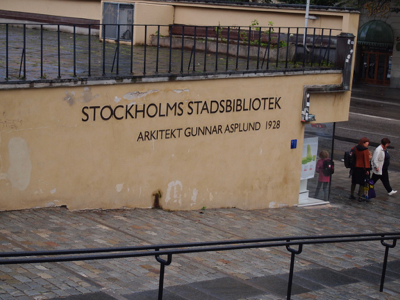 STOCKHOLMS STADSBIBLIOTEK
ARKITEKT GUNNAR ASPLUND 1928